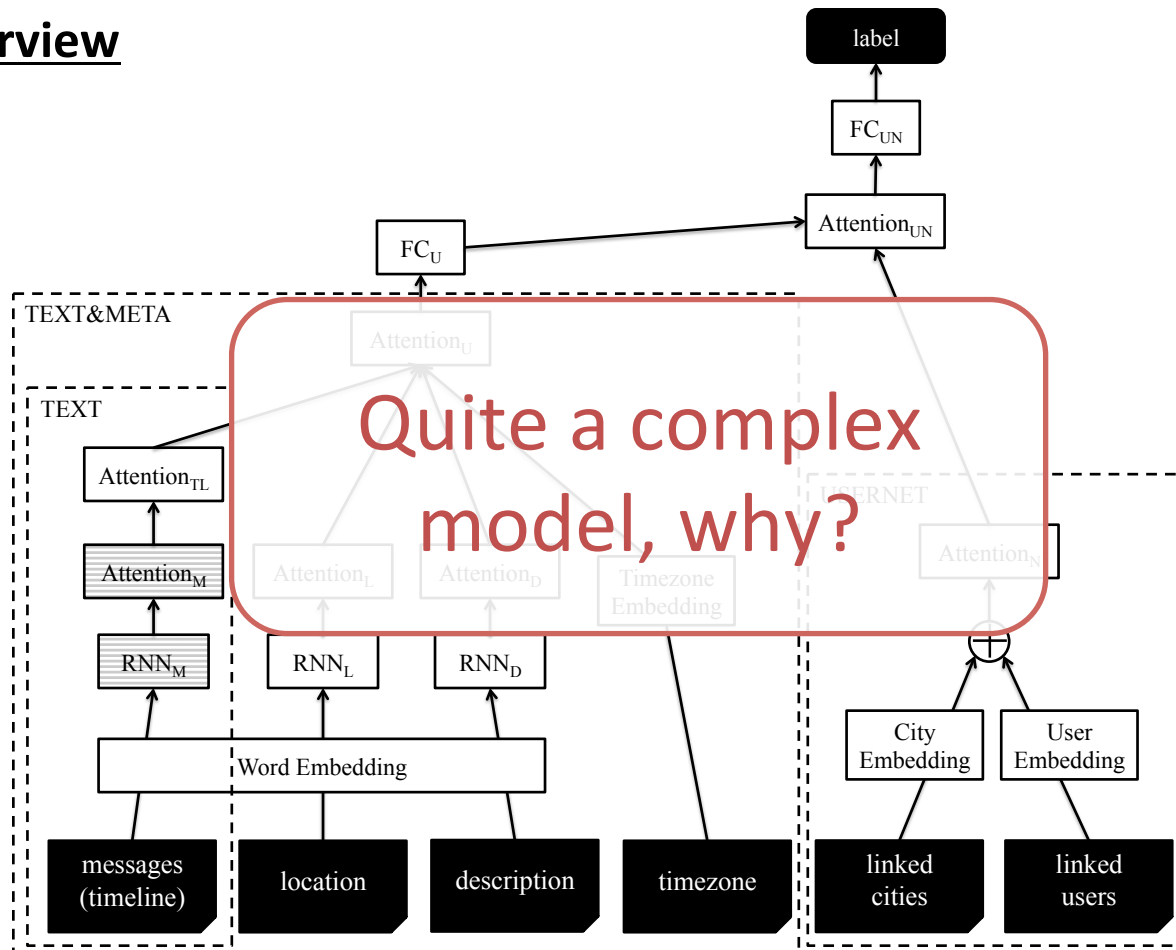 rview
label
FC_UN
Attention_UN
FC_U
TEXT&META
Attention_U
TEXT
Quite a complex
model, why?
Attention_TL
USERNET
Attention_M
Attention_L
Attention_D
Timezone
Embedding
Attention_N
RNN_M
RNN_L
RNN_D
City
Embedding
User
Embedding
Word Embedding
messages
(timeline)
location
description
timezone
linked
cities
linked
users